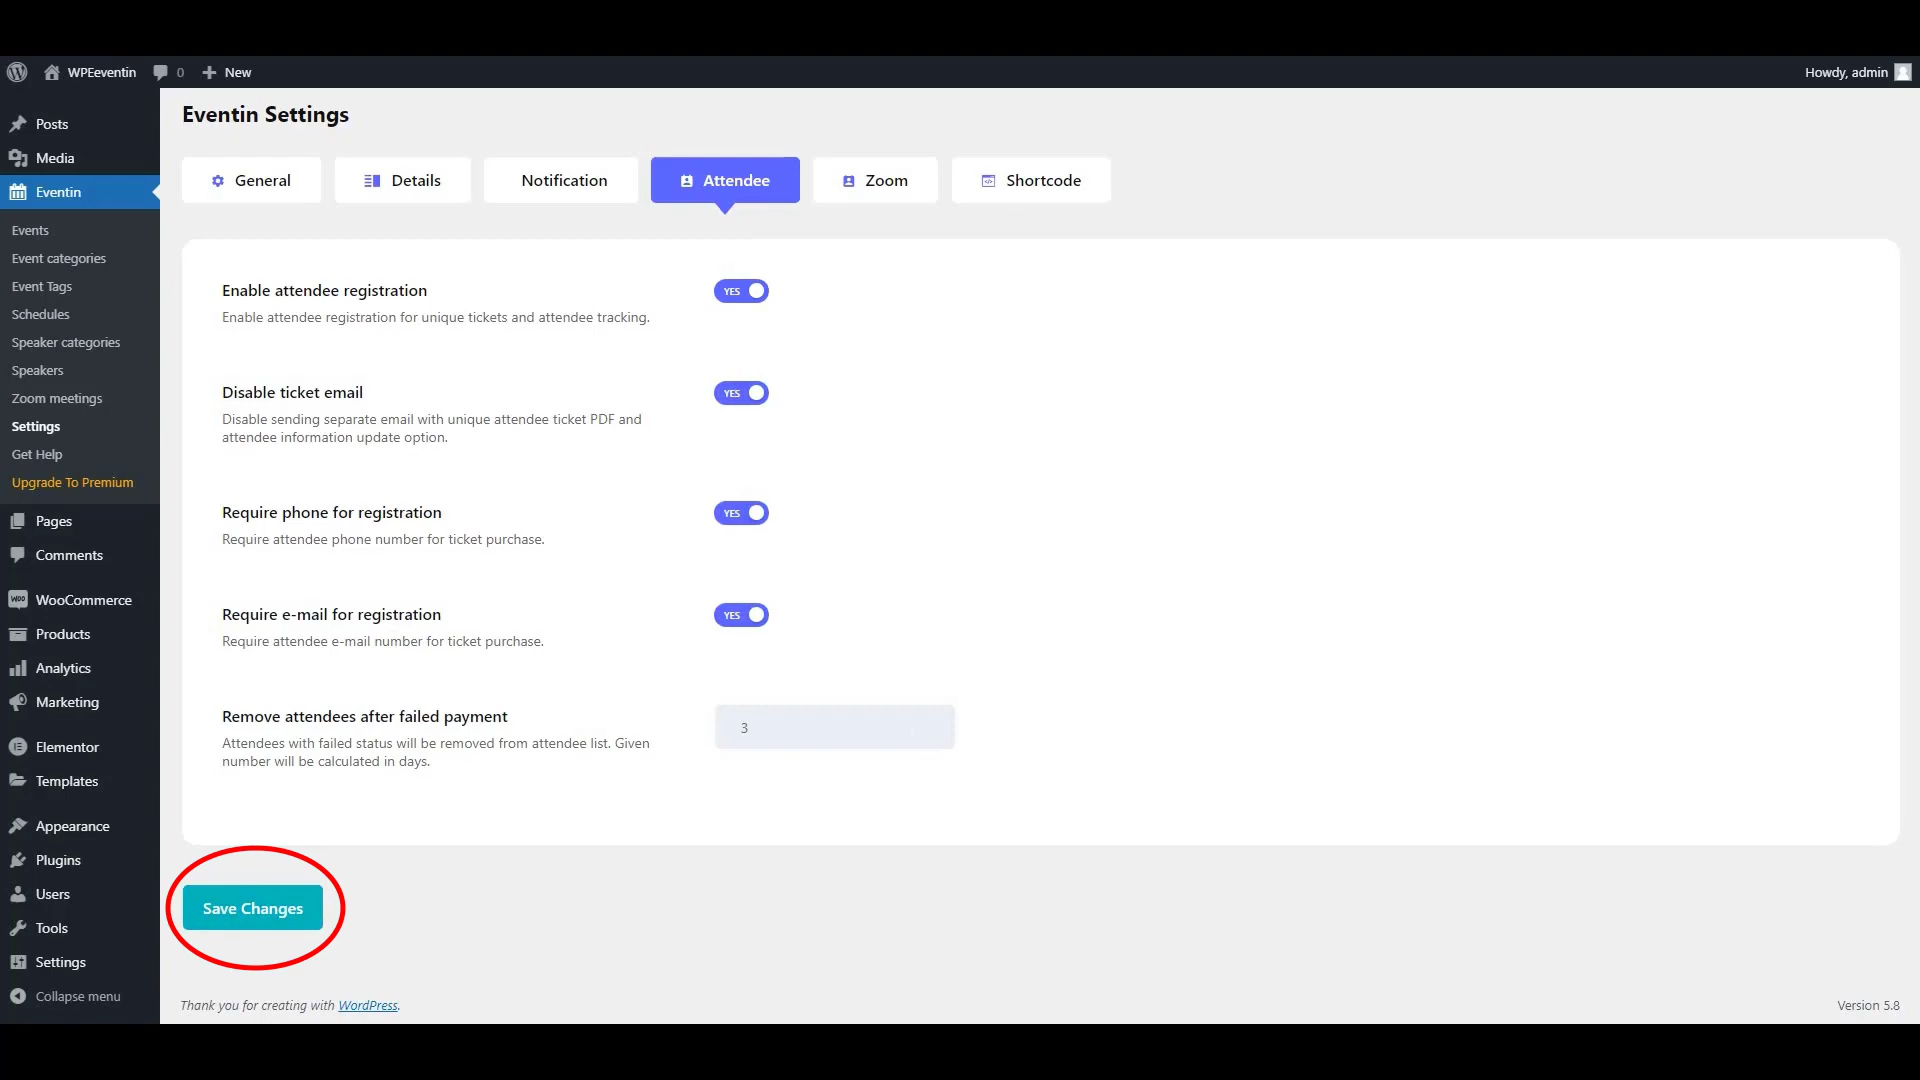 WPEeventin
0
New
Howdy, admin
Posts
Media
Eventin
Events
Event categories
Event Tags
Schedules
Speaker categories
Speakers
Zoom meetings
Settings
Get Help
Upgrade To Premium
Pages
Comments
WOO
WooCommerce
Products
Analytics
Marketing
Elementor
Templates
Appearance
Plugins
Users
Tools
Settings
Collapse menu
Eventin Settings
General
Details
Notification
Attendee
Zoom
Shortcode
Enable attendee registration
YES
Enable attendee registration for unique tickets and attendee tracking.
Disable ticket email
YES
Disable sending separate email with unique attendee ticket PDF and
attendee information update option.
Require phone for registration
YES
Require attendee phone number for ticket purchase.
Require e-mail for registration
YES
Require attendee e-mail number for ticket purchase.
Remove attendees after failed payment
3
Attendees with failed status will be removed from attendee list. Given
number will be calculated in days.
Save Changes
Thank you for creating with WordPress.
Version 5.8